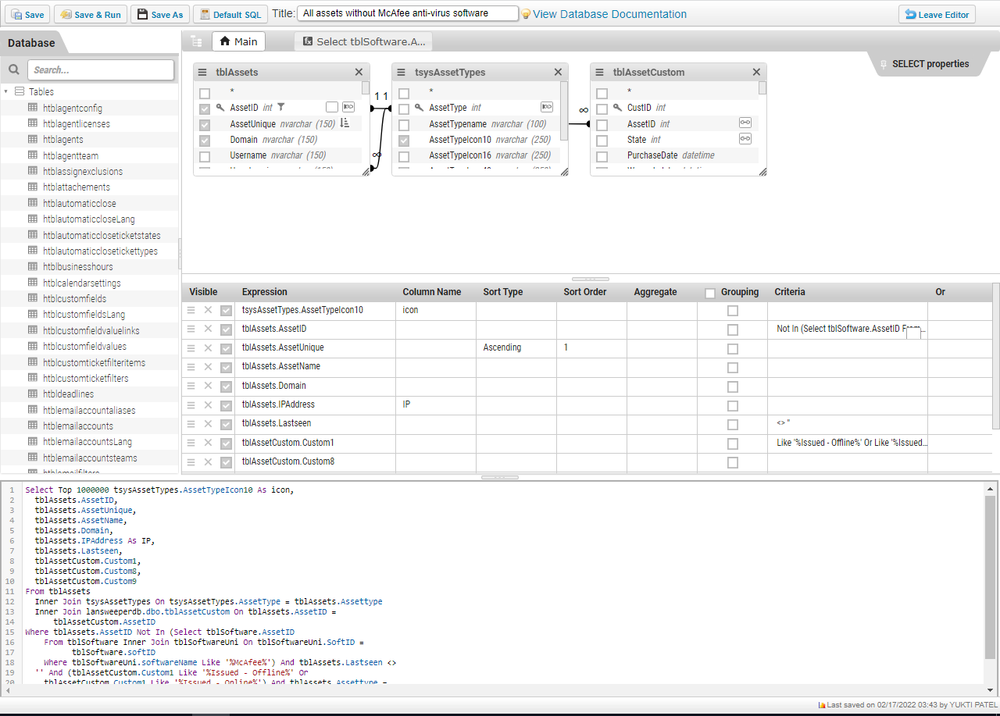 Save
Save & Run
Save As
Default SQL
Title:
All assets without McAfee anti-virus software
View Database Documentation
Leave Editor
Database
Main
Select tblSoftware.A...
SELECT properties
Search...
Tables
htblagentconfig
htblagentlicenses
htblagents
htblagentteam
htblassignexclusions
htblattachements
htblautomaticclose
htblautomaticcloseLang
htblautomaticcloseticketstates
htblautomaticclosetickettypes
htblbusinesshours
htblcalendarsettings
htblcustomfields
htblcustomfieldsLang
htblcustomfieldvaluelinks
htblcustomfieldvalues
htblcustomticketfilteritems
htblcustomticketfilters
htbldeadlines
htblemailaccountaliases
htblemailaccounts
htblemailaccountsLang
htblemailaccountsteams
htblemailfilters
tblAssets
*
AssetID int
AssetUnique nvarchar (150)
Domain nvarchar (150)
Username nvarchar (150)
1 1
∞
tsysAssetTypes
*
AssetType int
AssetTypename nvarchar (100)
AssetTypeIcon10 nvarchar (250)
AssetTypeIcon16 nvarchar (250)
∞
tblAssetCustom
*
CustID int
AssetID int
State int
PurchaseDate datetime
Visible Expression Column Name Sort Type Sort Order Aggregate Grouping Criteria Or
tsysAssetTypes.AssetTypeIcon10 icon
tblAssets.AssetID Not In (Select tblSoftware.AssetID From...
tblAssets.AssetUnique Ascending 1
tblAssets.AssetName
tblAssets.Domain
tblAssets.IPAddress IP
tblAssets.Lastseen <> ''
tblAssetCustom.Custom1 Like '%Issued - Offline%' Or Like '%Issued...
tblAssetCustom.Custom8
1 Select Top 1000000 tsysAssetTypes.AssetTypeIcon10 As icon,
2 tblAssets.AssetID,
3 tblAssets.AssetUnique,
4 tblAssets.AssetName,
5 tblAssets.Domain,
6 tblAssets.IPAddress As IP,
7 tblAssets.Lastseen,
8 tblAssetCustom.Custom1,
9 tblAssetCustom.Custom8,
10 tblAssetCustom.Custom9
11 From tblAssets
12 Inner Join tsysAssetTypes On tsysAssetTypes.AssetType = tblAssets.Assettype
13 Inner Join lansweeperdb.dbo.tblAssetCustom On tblAssets.AssetID =
14 tblAssetCustom.AssetID
15 Where tblAssets.AssetID Not In (Select tblSoftware.AssetID
16 From tblSoftware Inner Join tblSoftwareUni On tblSoftwareUni.SoftID =
17 tblSoftware.softID
18 Where tblSoftwareUni.softwareName Like '%McAfee%') And tblAssets.Lastseen <>
19 '' And (tblAssetCustom.Custom1 Like '%Issued - Offline%' Or
20 tblAssetCustom.Custom1 Like '%Issued - Online%') And tblAssets.Assettype =
Last saved on 02/17/2022 03:43 by YUKTI PATEL